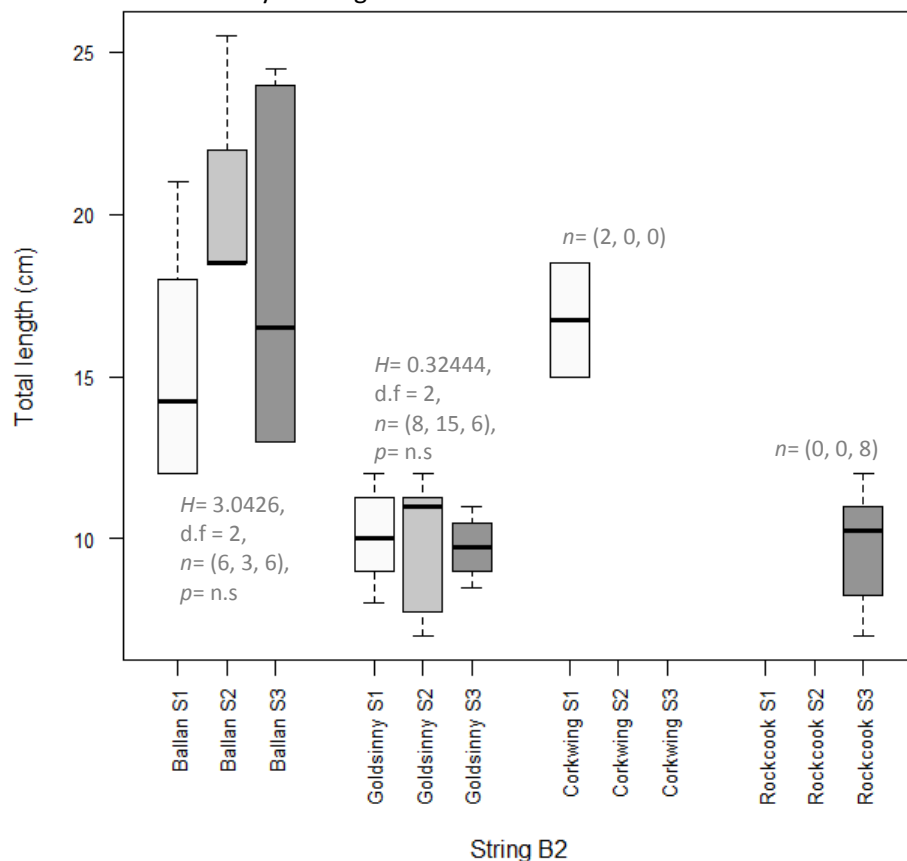 25
20
15
10
Total length (cm)
n= (2, 0, 0)
H= 0.32444,
d.f = 2,
n= (8, 15, 6),
p= n.s
n= (0, 0, 8)
H= 3.0426,
d.f = 2,
n= (6, 3, 6),
p= n.s
Ballan S1
Ballan S2
Ballan S3
Goldsinny S1
Goldsinny S2
Goldsinny S3
Corkwing S1
Corkwing S2
Corkwing S3
Rockcook S1
Rockcook S2
Rockcook S3
String B2